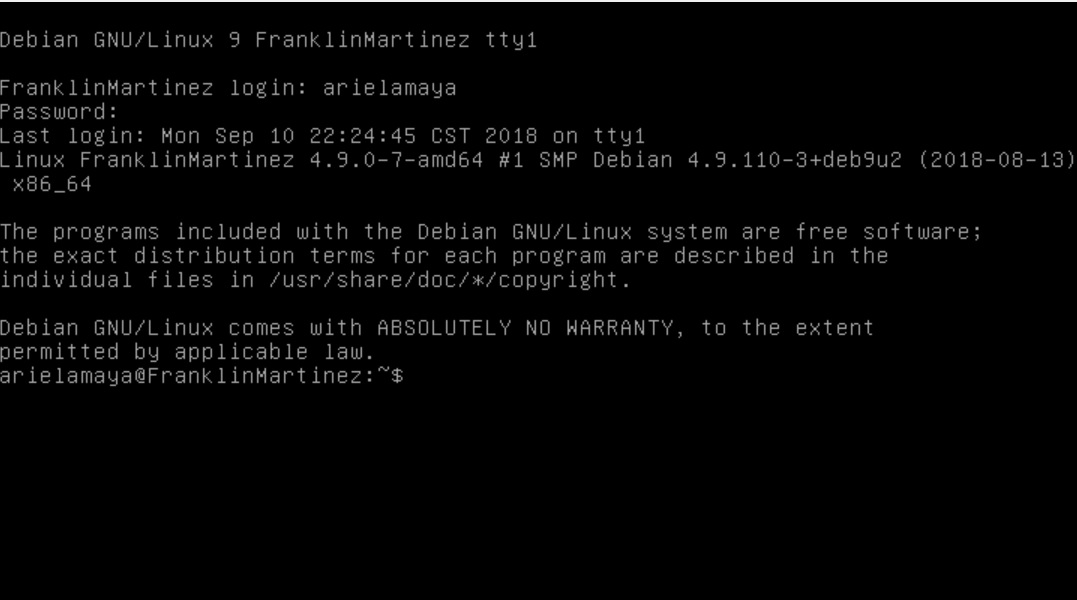 Debian GNU/Linux 9 FranklinMartinez tty1
FranklinMartinez login: arielamaya
Password:
Last login: Mon Sep 10 22:24:45 CST 2018 on tty1
Linux FranklinMartinez 4.9.0-7-amd64 #1 SMP Debian 4.9.110-3+deb9u2 (2018-08-13)
x86_64
The programs included with the Debian GNU/Linux system are free software;
the exact distribution terms for each program are described in the
individual files in /usr/share/doc/*/copyright.
Debian GNU/Linux comes with ABSOLUTELY NO WARRANTY, to the extent
permitted by applicable law.
arielamaya@FranklinMartinez:~$